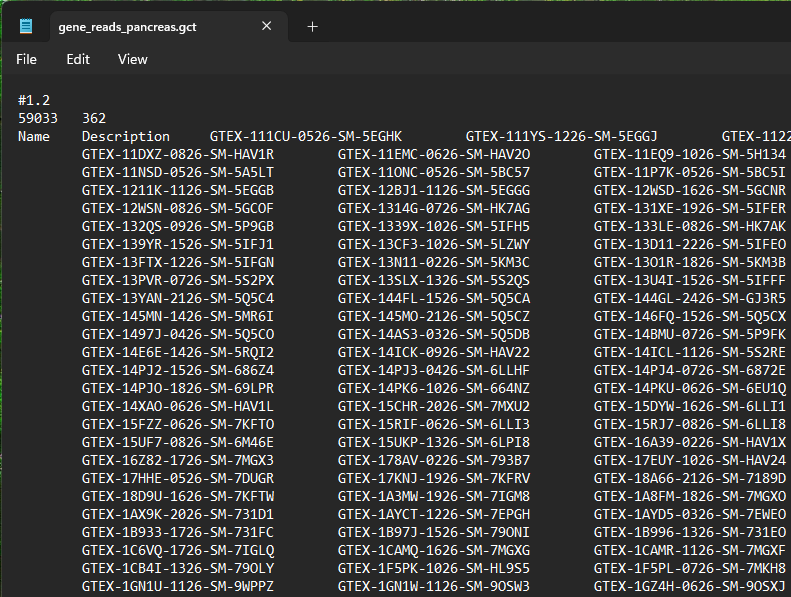 gene_reads_pancreas.gct
File Edit View
#1.2
59033 362
Name Description GTEX-111CU-0526-SM-5EGHK GTEX-111YS-1226-SM-5EGGJ GTEX-1122
GTEX-11DXZ-0826-SM-HAV1R GTEX-11EMC-0626-SM-HAV2O GTEX-11EQ9-1026-SM-5H134
GTEX-11NSD-0526-SM-5A5LT GTEX-11ONC-0526-SM-5BC57 GTEX-11P7K-0526-SM-5BC5I
GTEX-1211K-1126-SM-5EGGB GTEX-12BJ1-1126-SM-5EGGG GTEX-12WSD-1626-SM-5GCNR
GTEX-12WSN-0826-SM-5GCOF GTEX-1314G-0726-SM-HK7AG GTEX-131XE-1926-SM-5IFER
GTEX-132QS-0926-SM-5P9GB GTEX-1339X-1026-SM-5IFH5 GTEX-133LE-0826-SM-HK7AK
GTEX-139YR-1526-SM-5IFJ1 GTEX-13CF3-1026-SM-5LZWY GTEX-13D11-2226-SM-5IFEO
GTEX-13FTX-1226-SM-5IFGN GTEX-13N11-0226-SM-5KM3C GTEX-13O1R-1826-SM-5KM3B
GTEX-13PVR-0726-SM-5S2PX GTEX-13SLX-1326-SM-5S2QS GTEX-13U4I-1526-SM-5IFFF
GTEX-13YAN-2126-SM-5Q5C4 GTEX-144FL-1526-SM-5Q5CA GTEX-144GL-2426-SM-GJ3R5
GTEX-145MN-1426-SM-5MR6I GTEX-145MO-2126-SM-5Q5CZ GTEX-146FQ-1526-SM-5Q5CX
GTEX-1497J-0426-SM-5Q5CO GTEX-14AS3-0326-SM-5Q5DB GTEX-14BMU-0726-SM-5P9FK
GTEX-14E6E-1426-SM-5RQI2 GTEX-14ICK-0926-SM-HAV22 GTEX-14ICL-1126-SM-5S2RE
GTEX-14PJ2-1526-SM-686Z4 GTEX-14PJ3-0426-SM-6LLHF GTEX-14PJ4-0726-SM-6872E
GTEX-14PJO-1826-SM-69LPR GTEX-14PK6-1026-SM-664NZ GTEX-14PKU-0626-SM-6EU1Q
GTEX-14XAO-0626-SM-HAV1L GTEX-15CHR-2026-SM-7MXU2 GTEX-15DYW-1626-SM-6LLI1
GTEX-15FZZ-0626-SM-7KFTO GTEX-15RIF-0626-SM-6LLI3 GTEX-15RJ7-0826-SM-6LLI8
GTEX-15UF7-0826-SM-6M46E GTEX-15UKP-1326-SM-6LPI8 GTEX-16A39-0226-SM-HAV1X
GTEX-16Z82-1726-SM-7MGX3 GTEX-178AV-0226-SM-793B7 GTEX-17EUY-1026-SM-HAV24
GTEX-17HHE-0526-SM-7DUGR GTEX-17KNJ-1926-SM-7KFRV GTEX-18A66-2126-SM-7189D
GTEX-18D9U-1626-SM-7KFTW GTEX-1A3MW-1926-SM-7IGM8 GTEX-1A8FM-1826-SM-7MGXO
GTEX-1AX9K-2026-SM-731D1 GTEX-1AYCT-1226-SM-7EPGH GTEX-1AYD5-0326-SM-7EWEO
GTEX-1B933-1726-SM-731FC GTEX-1B97J-1526-SM-79ONI GTEX-1B996-1326-SM-731EO
GTEX-1C6VQ-1726-SM-7IGLQ GTEX-1CAMQ-1626-SM-7MGXG GTEX-1CAMR-1126-SM-7MGXF
GTEX-1CB4I-1326-SM-79OLY GTEX-1F5PK-1026-SM-HL9S5 GTEX-1F5PL-0726-SM-7MKH8
GTEX-1GN1U-1126-SM-9WPPZ GTEX-1GN1W-1126-SM-9OSW3 GTEX-1GZ4H-0626-SM-9OSXJ